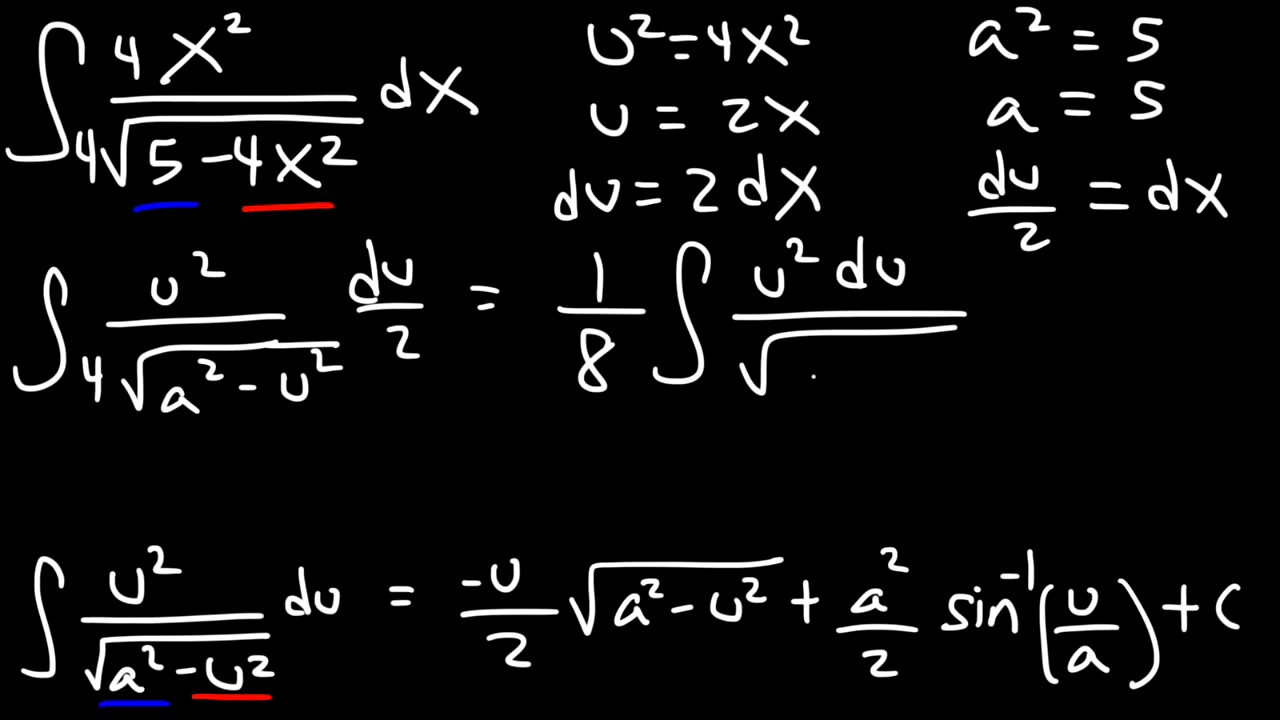 ∫ 4x² / 4√(5 - 4x²) dx
u² = 4x²
u = 2x
du = 2dx
a² = 5
a = 5
du/2 = dx
∫ u² / 4√(a² - u²) du/2 = 1/8 ∫ u² du / √
∫ u² / √(a² - u²) du = -u/2 √(a² - u²) + a²/2 sin⁻¹(u/a) + C